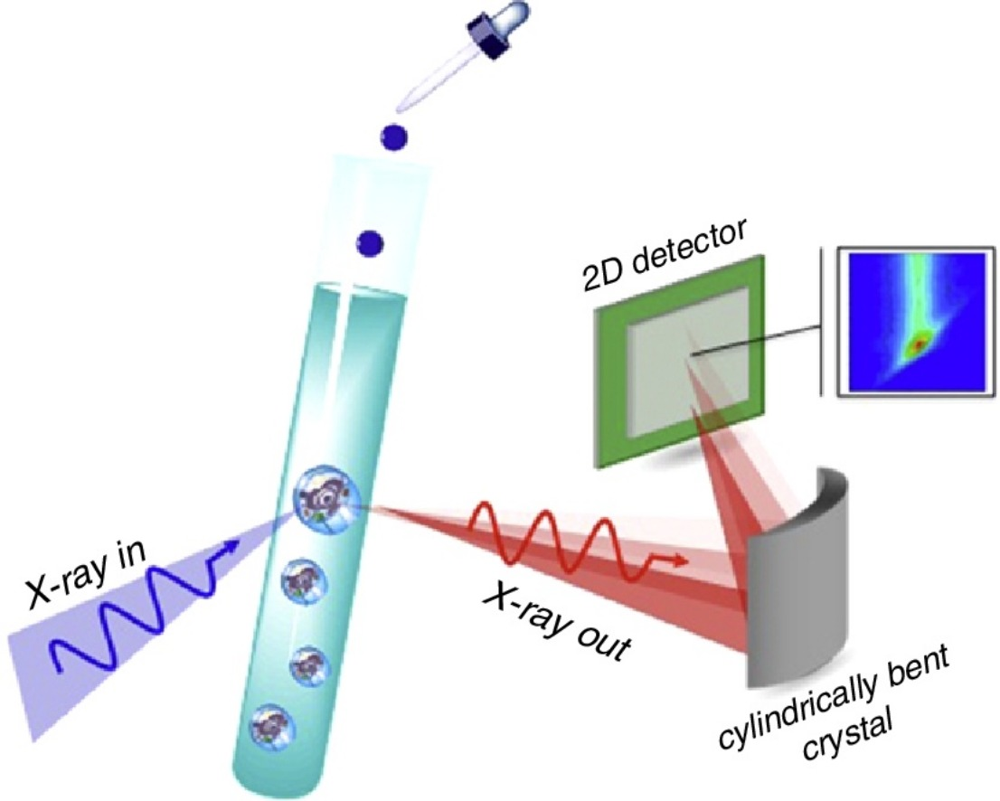 2D detector
X-ray in
X-ray out
cylindrically bent
crystal